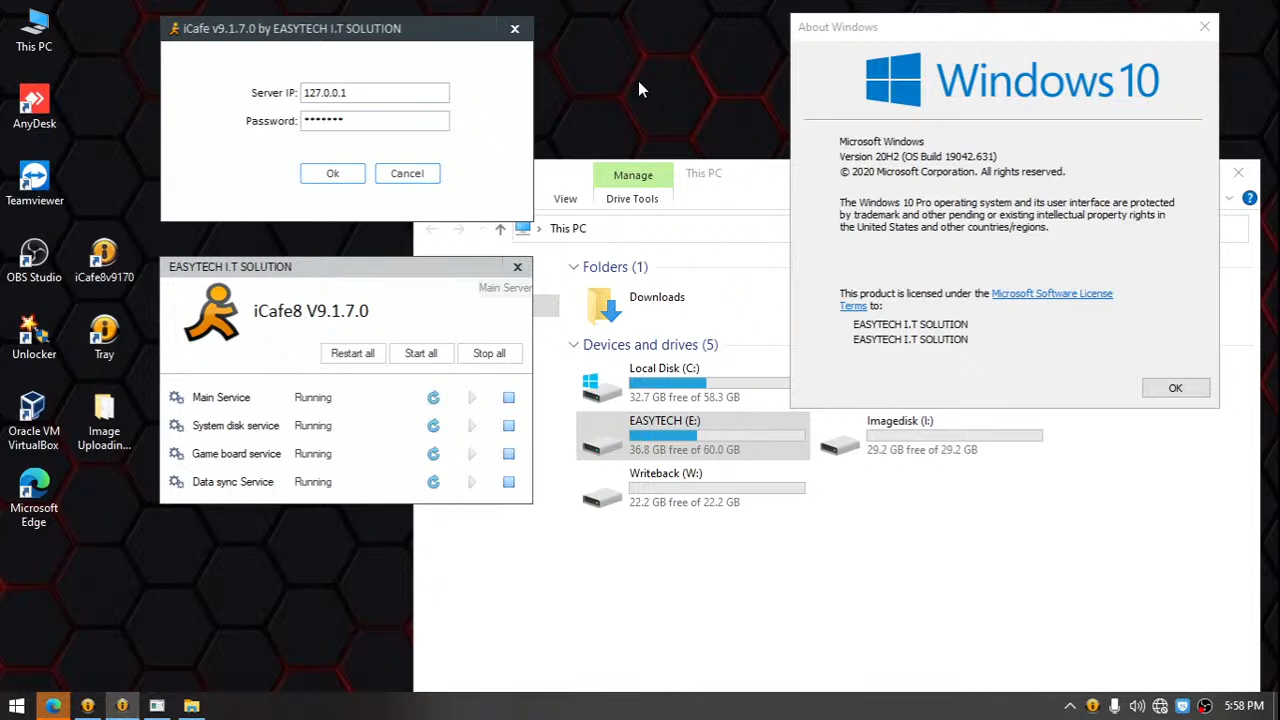 This PC
AnyDesk
Teamviewer
OBS Studio
iCafe8v9170
Unlocker
Tray
Oracle VM
VirtualBox
Image
Uploadin...
Microsoft
Edge
iCafe v9.1.7.0 by EASYTECH I.T SOLUTION
Server IP: 127.0.0.1
Password: •••••••
Ok Cancel
EASYTECH I.T SOLUTION
Main Server
iCafe8 V9.1.7.0
Restart all Start all Stop all
Main Service Running
System disk service Running
Game board service Running
Data sync Service Running
Manage This PC
View Drive Tools
This PC
Folders (1)
Downloads
Devices and drives (5)
Local Disk (C:)
32.7 GB free of 58.3 GB
EASYTECH (E:)
36.8 GB free of 60.0 GB
Imagedisk (I:)
29.2 GB free of 29.2 GB
Writeback (W:)
22.2 GB free of 22.2 GB
About Windows
Windows 10
Microsoft Windows
Version 20H2 (OS Build 19042.631)
© 2020 Microsoft Corporation. All rights reserved.
The Windows 10 Pro operating system and its user interface are protected
by trademark and other pending or existing intellectual property rights in
the United States and other countries/regions.
This product is licensed under the Microsoft Software License
Terms to:
EASYTECH I.T SOLUTION
EASYTECH I.T SOLUTION
OK
5:58 PM